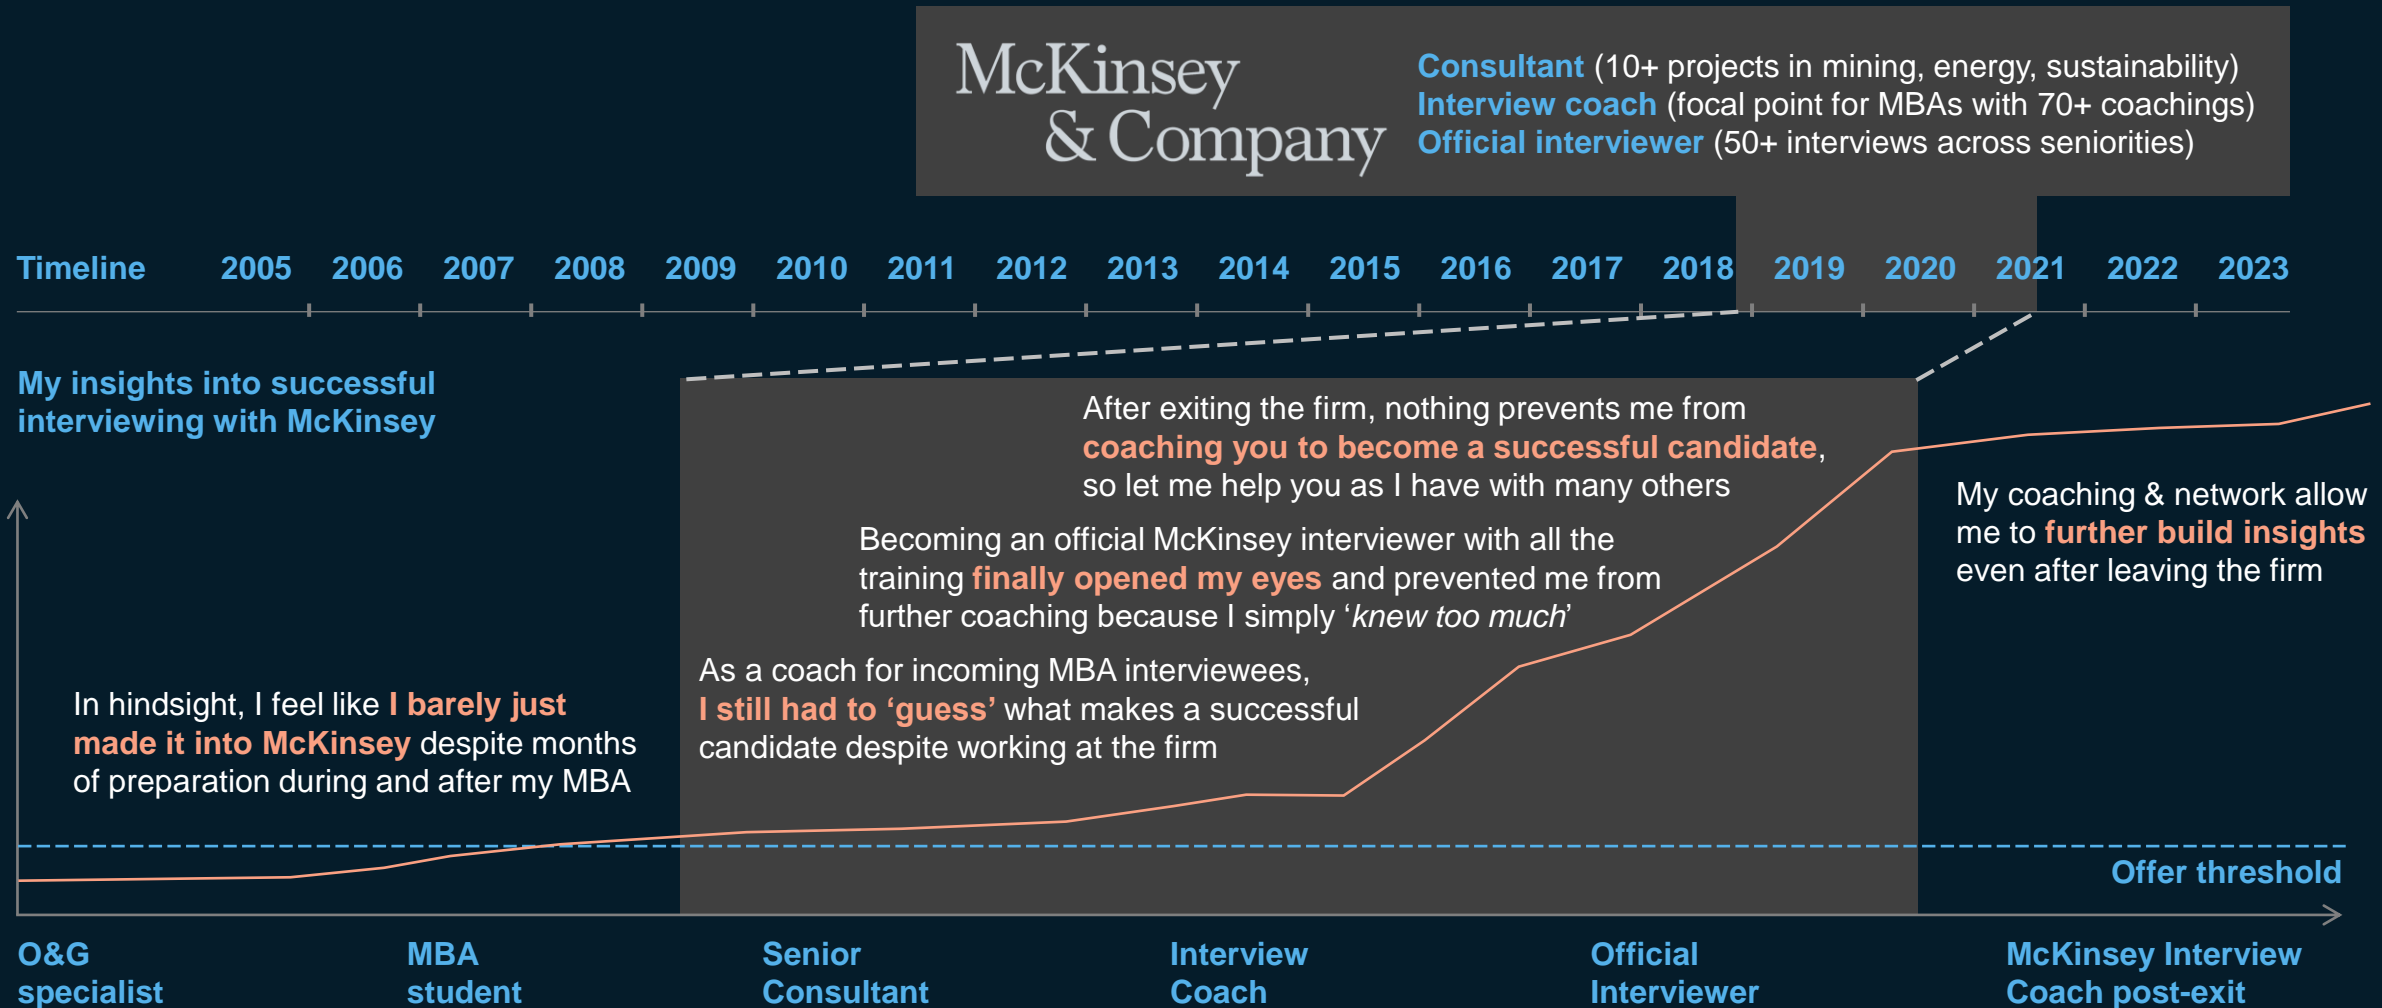 McKinsey
& Company
Consultant (10+ projects in mining, energy, sustainability)
Interview coach (focal point for MBAs with 70+ coachings)
Official interviewer (50+ interviews across seniorities)
Timeline 2005 2006 2007 2008 2009 2010 2011 2012 2013 2014 2015 2016 2017 2018 2019 2020 2021 2022 2023
My insights into successful
interviewing with McKinsey
After exiting the firm, nothing prevents me from
coaching you to become a successful candidate,
so let me help you as I have with many others
My coaching & network allow
me to further build insights
even after leaving the firm
Becoming an official McKinsey interviewer with all the
training finally opened my eyes and prevented me from
further coaching because I simply ‘knew too much’
As a coach for incoming MBA interviewees,
I still had to ‘guess’ what makes a successful
candidate despite working at the firm
In hindsight, I feel like I barely just
made it into McKinsey despite months
of preparation during and after my MBA
Offer threshold
O&G
specialist
MBA
student
Senior
Consultant
Interview
Coach
Official
Interviewer
McKinsey Interview
Coach post-exit